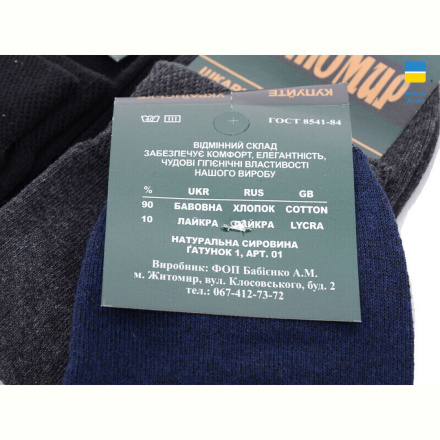 КУПУЙТЕ
ШКАР
ГОСТ 8541-84
ВІДМІННИЙ СКЛАД
ЗАБЕЗПЕЧУЄ КОМФОРТ, ЕЛЕГАНТНІСТЬ,
ЧУДОВІ ГІГІЄНІЧНІ ВЛАСТИВОСТІ
НАШОГО ВИРОБУ
% UKR RUS GB
90 БАВОВНА ХЛОПОК COTTON
10 ЛАЙКРА ЛАЙКРА LYCRA
НАТУРАЛЬНА СИРОВИНА
ҐАТУНОК 1, АРТ. 01
Виробник: ФОП Бабієнко А.М.
м. Житомир, вул. Клосовського, буд. 2
тел.: 067-412-73-72